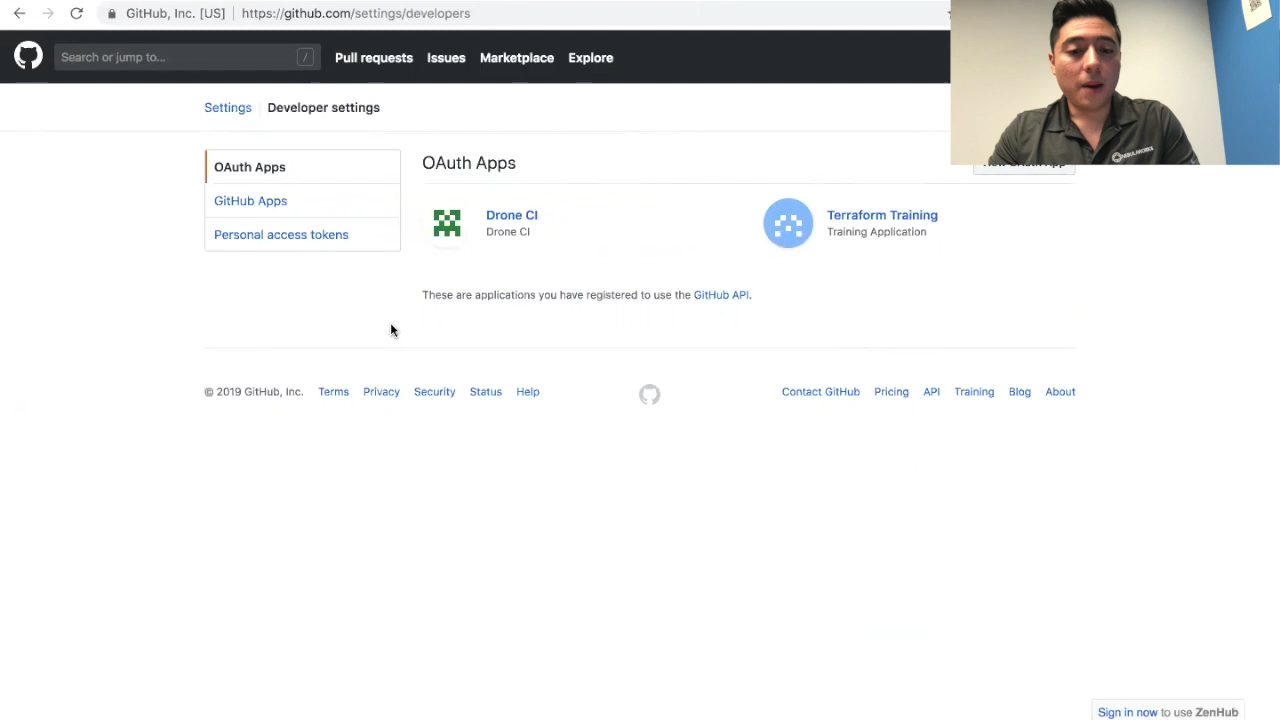 GitHub, Inc. [US] | https://github.com/settings/developers
Search or jump to... /
Pull requests Issues Marketplace Explore
Settings Developer settings
OAuth Apps
GitHub Apps
Personal access tokens
OAuth Apps
Drone CI
Drone CI
Terraform Training
Training Application
These are applications you have registered to use the GitHub API.
© 2019 GitHub, Inc. Terms Privacy Security Status Help
Contact GitHub Pricing API Training Blog About
Sign in now to use ZenHub